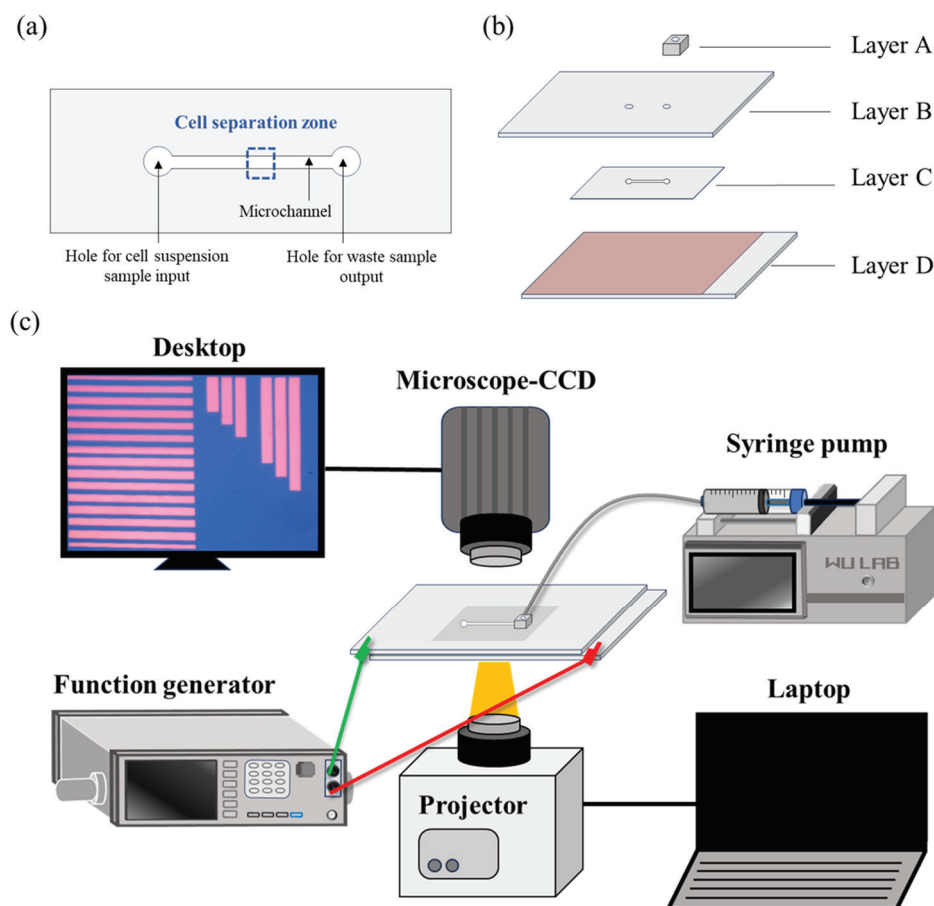 (a)
Cell separation zone
Microchannel
Hole for cell suspension
sample input
Hole for waste sample
output
(b)
Layer A
Layer B
Layer C
Layer D
(c)
Desktop
Microscope-CCD
Syringe pump
WU LAB
Function generator
Projector
Laptop